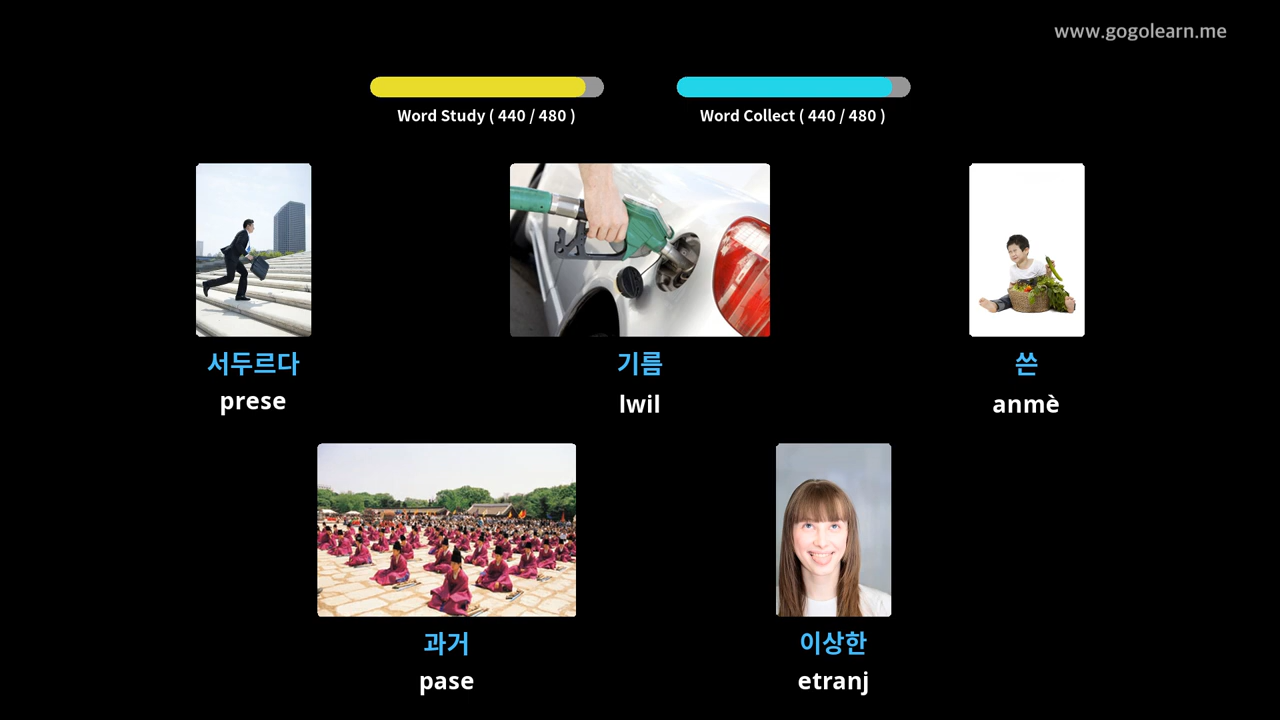 www.gogolearn.me
Word Study ( 440 / 480 )
Word Collect ( 440 / 480 )
서두르다
prese
기름
lwil
쓴
anmè
과거
pase
이상한
etranj